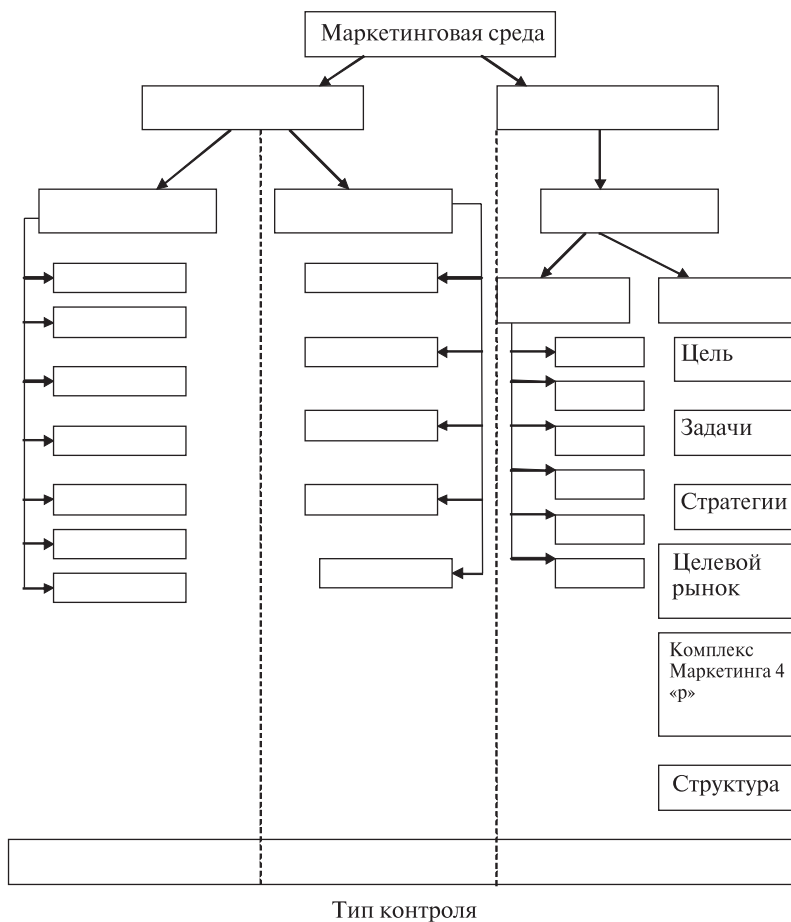 Маркетинговая среда
Цель
Задачи
Стратегии
Целевой
рынок
Комплекс
Маркетинга 4
«р»
Структура
Тип контроля